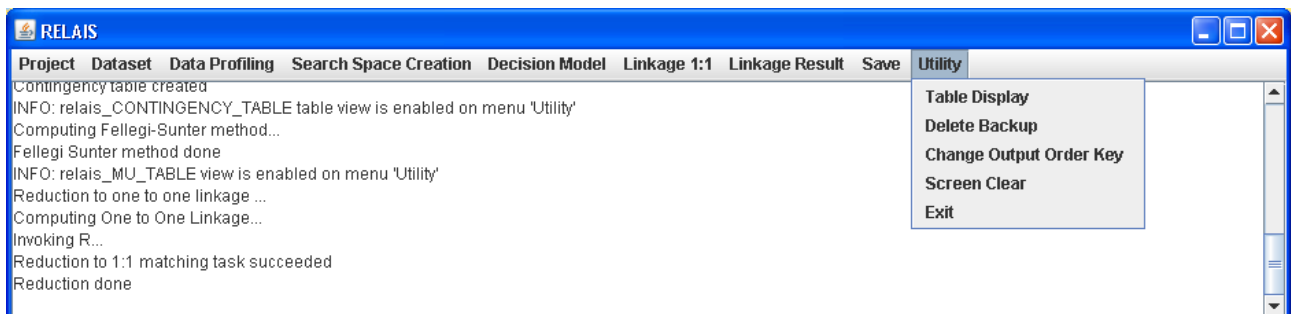 RELAIS
Project Dataset Data Profiling Search Space Creation Decision Model Linkage 1:1 Linkage Result Save Utility
Contingency table created
INFO: relais_CONTINGENCY_TABLE table view is enabled on menu 'Utility'
Computing Fellegi-Sunter method...
Fellegi Sunter method done
INFO: relais_MU_TABLE view is enabled on menu 'Utility'
Reduction to one to one linkage ...
Computing One to One Linkage...
Invoking R...
Reduction to 1:1 matching task succeeded
Reduction done
Table Display
Delete Backup
Change Output Order Key
Screen Clear
Exit